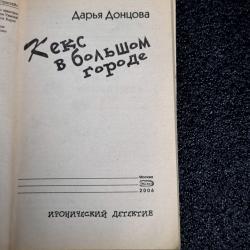 Дарья Донцова
Кекс
в большом
городе
Москва
ЭКСМО
2006
ИРОНИЧЕСКИЙ ДЕТЕКТИВ